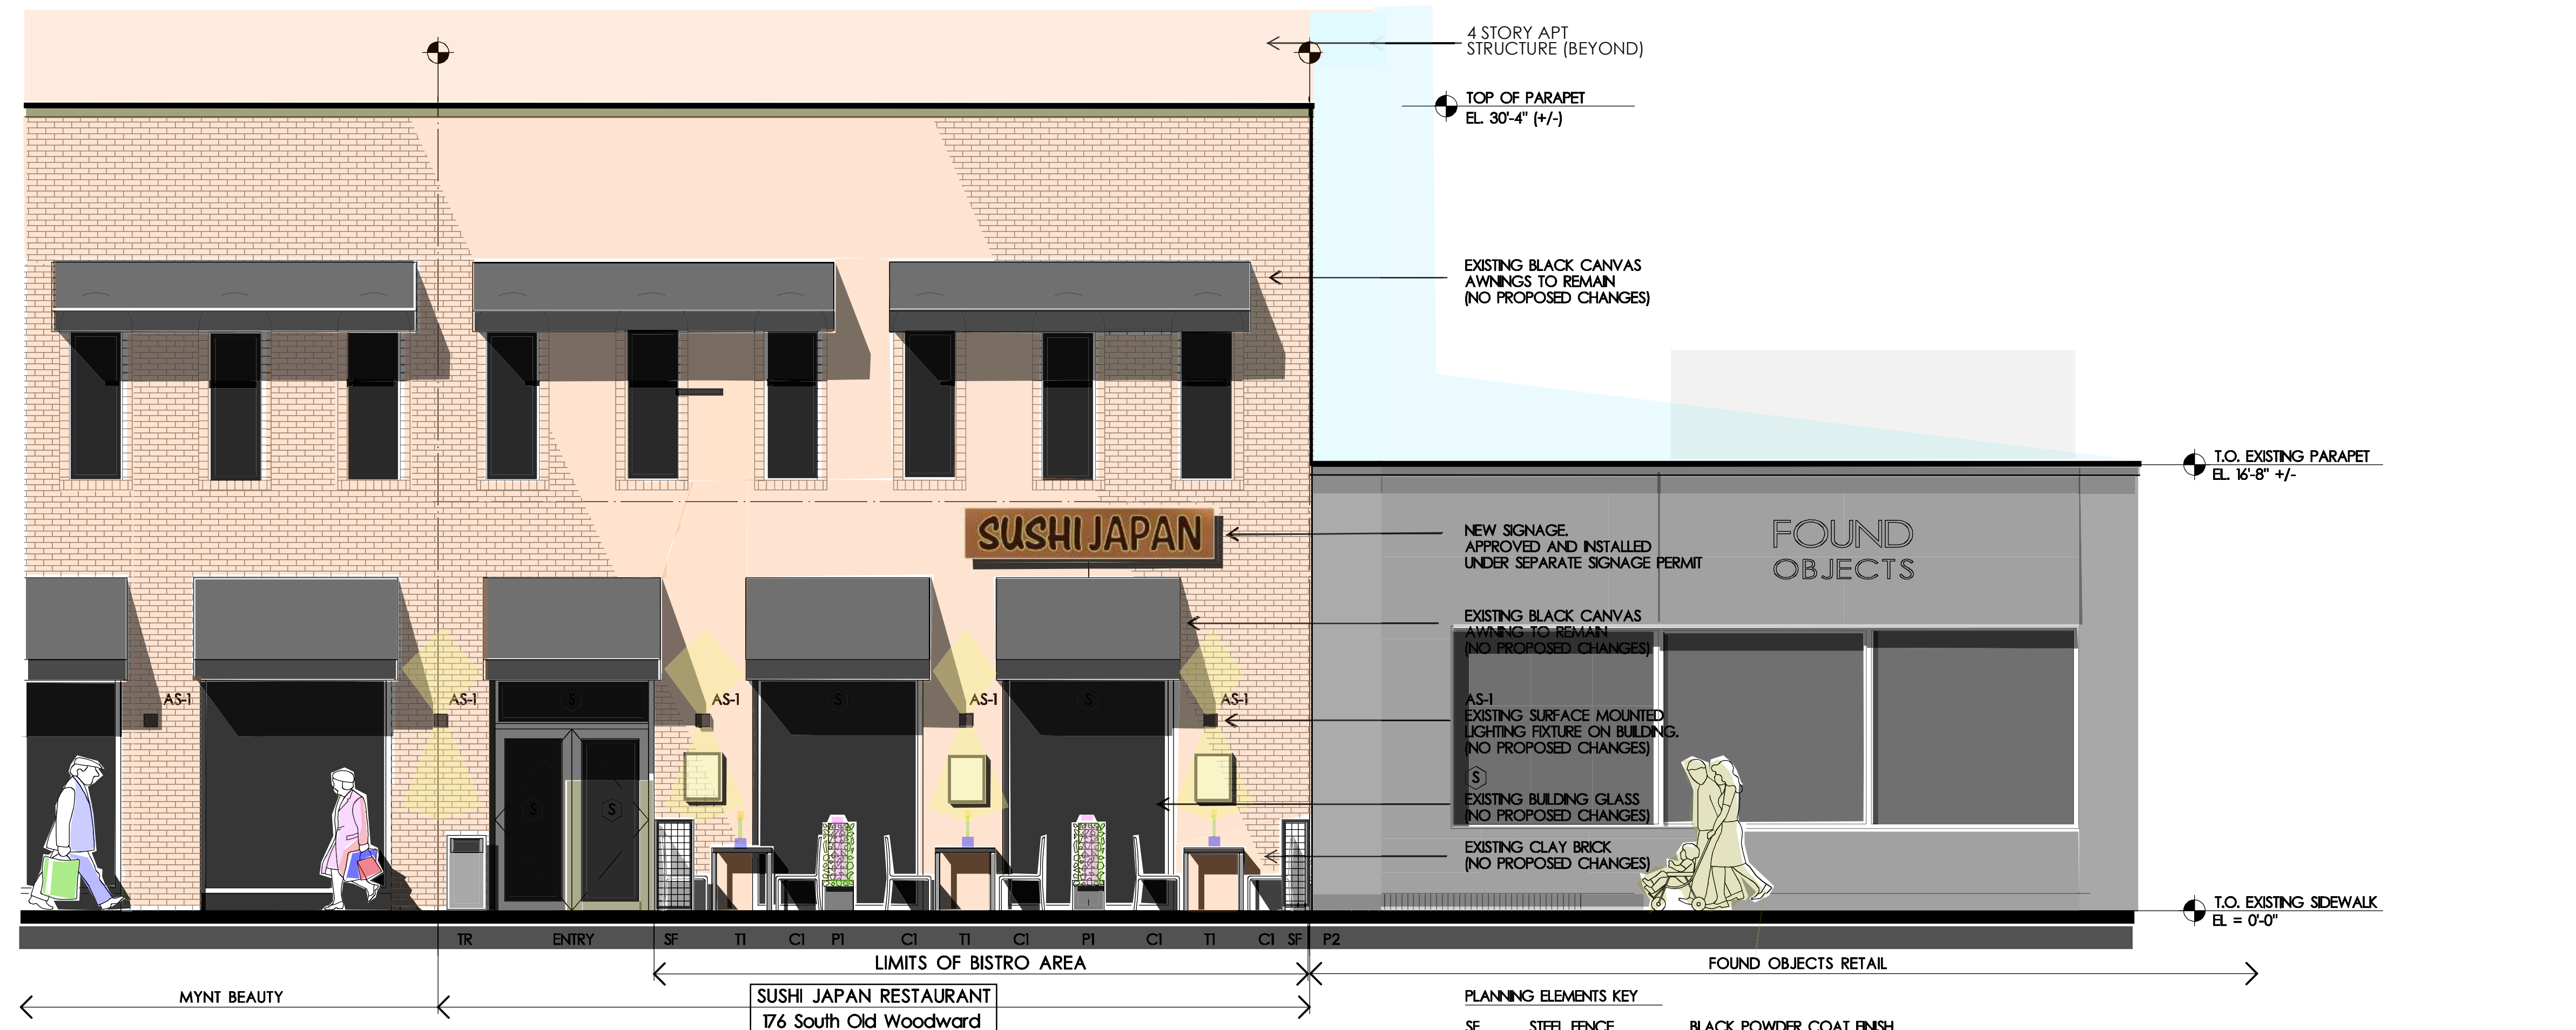 4 STORY APT
STRUCTURE (BEYOND)
TOP OF PARAPET
EL. 30'-4" (+/-)
EXISTING BLACK CANVAS
AWNINGS TO REMAIN
(NO PROPOSED CHANGES)
T.O. EXISTING PARAPET
EL. 16'-8" +/-
SUSHI JAPAN
NEW SIGNAGE.
APPROVED AND INSTALLED
UNDER SEPARATE SIGNAGE PERMIT
FOUND
OBJECTS
EXISTING BLACK CANVAS
AWNING TO REMAIN
(NO PROPOSED CHANGES)
AS-1
AS-1
AS-1
AS-1
AS-1
S
S
S
S
S
AS-1
EXISTING SURFACE MOUNTED
LIGHTING FIXTURE ON BUILDING.
(NO PROPOSED CHANGES)
S
EXISTING BUILDING GLASS
(NO PROPOSED CHANGES)
EXISTING CLAY BRICK
(NO PROPOSED CHANGES)
T.O. EXISTING SIDEWALK
EL = 0'-0"
TR ENTRY SF T1 C1 P1 C1 T1 C1 P1 C1 T1 C1 SF P2
LIMITS OF BISTRO AREA
FOUND OBJECTS RETAIL
MYNT BEAUTY
SUSHI JAPAN RESTAURANT
176 South Old Woodward
PLANNING ELEMENTS KEY
SF STEEL FENCE BLACK POWDER COAT FINISH